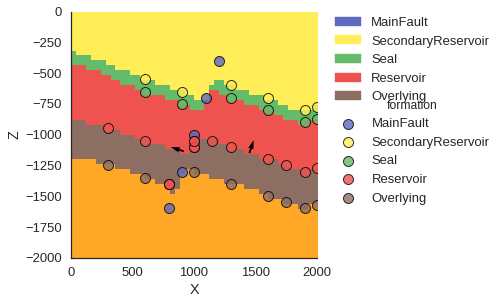 0
−250
−500
−750
−1000
−1250
−1500
−1750
−2000
Z
0
500
1000
1500
2000
X
MainFault
SecondaryReservoir
Seal
Reservoir
Overlying
formation
MainFault
SecondaryReservoir
Seal
Reservoir
Overlying